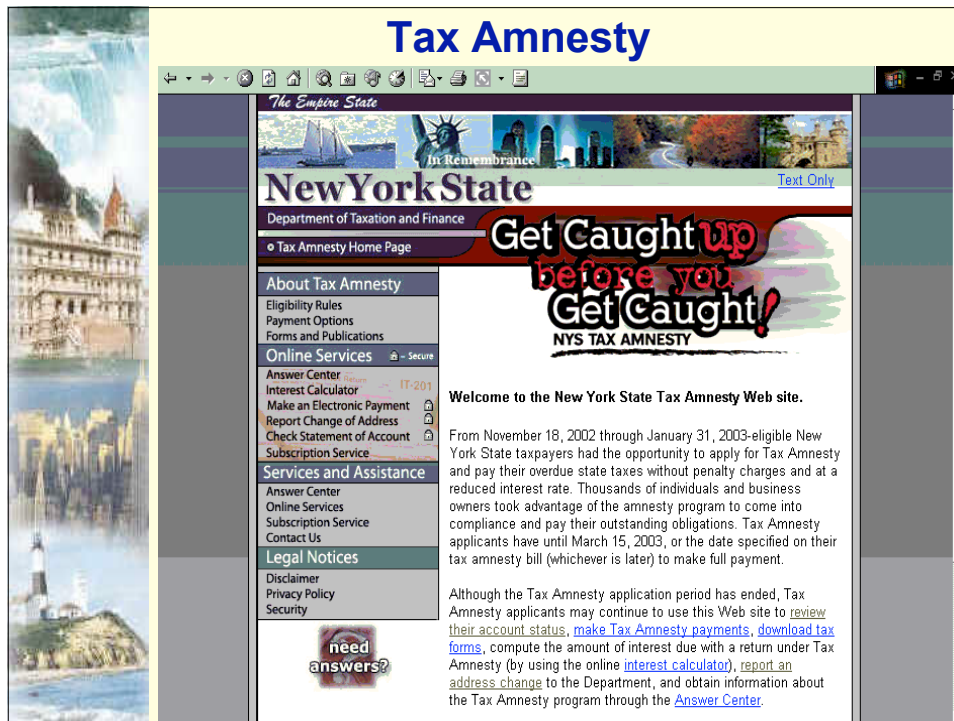 Tax Amnesty
The Empire State
In Remembrance
NewYorkState
Text Only
Department of Taxation and Finance
Tax Amnesty Home Page
Get Caught up
before you
Get Caught!
NYS TAX AMNESTY
About Tax Amnesty
Eligibility Rules
Payment Options
Forms and Publications
Online Services - Secure
Answer Center
IT-201
Interest Calculator
Make an Electronic Payment
Report Change of Address
Check Statement of Account
Subscription Service
Services and Assistance
Answer Center
Online Services
Subscription Service
Contact Us
Legal Notices
Disclaimer
Privacy Policy
Security
need
answers?
Welcome to the New York State Tax Amnesty Web site.
From November 18, 2002 through January 31, 2003-eligible New
York State taxpayers had the opportunity to apply for Tax Amnesty
and pay their overdue state taxes without penalty charges and at a
reduced interest rate. Thousands of individuals and business
owners took advantage of the amnesty program to come into
compliance and pay their outstanding obligations. Tax Amnesty
applicants have until March 15, 2003, or the date specified on their
tax amnesty bill (whichever is later) to make full payment.
Although the Tax Amnesty application period has ended, Tax
Amnesty applicants may continue to use this Web site to review
their account status, make Tax Amnesty payments, download tax
forms, compute the amount of interest due with a return under Tax
Amnesty (by using the online interest calculator), report an
address change to the Department, and obtain information about
the Tax Amnesty program through the Answer Center.